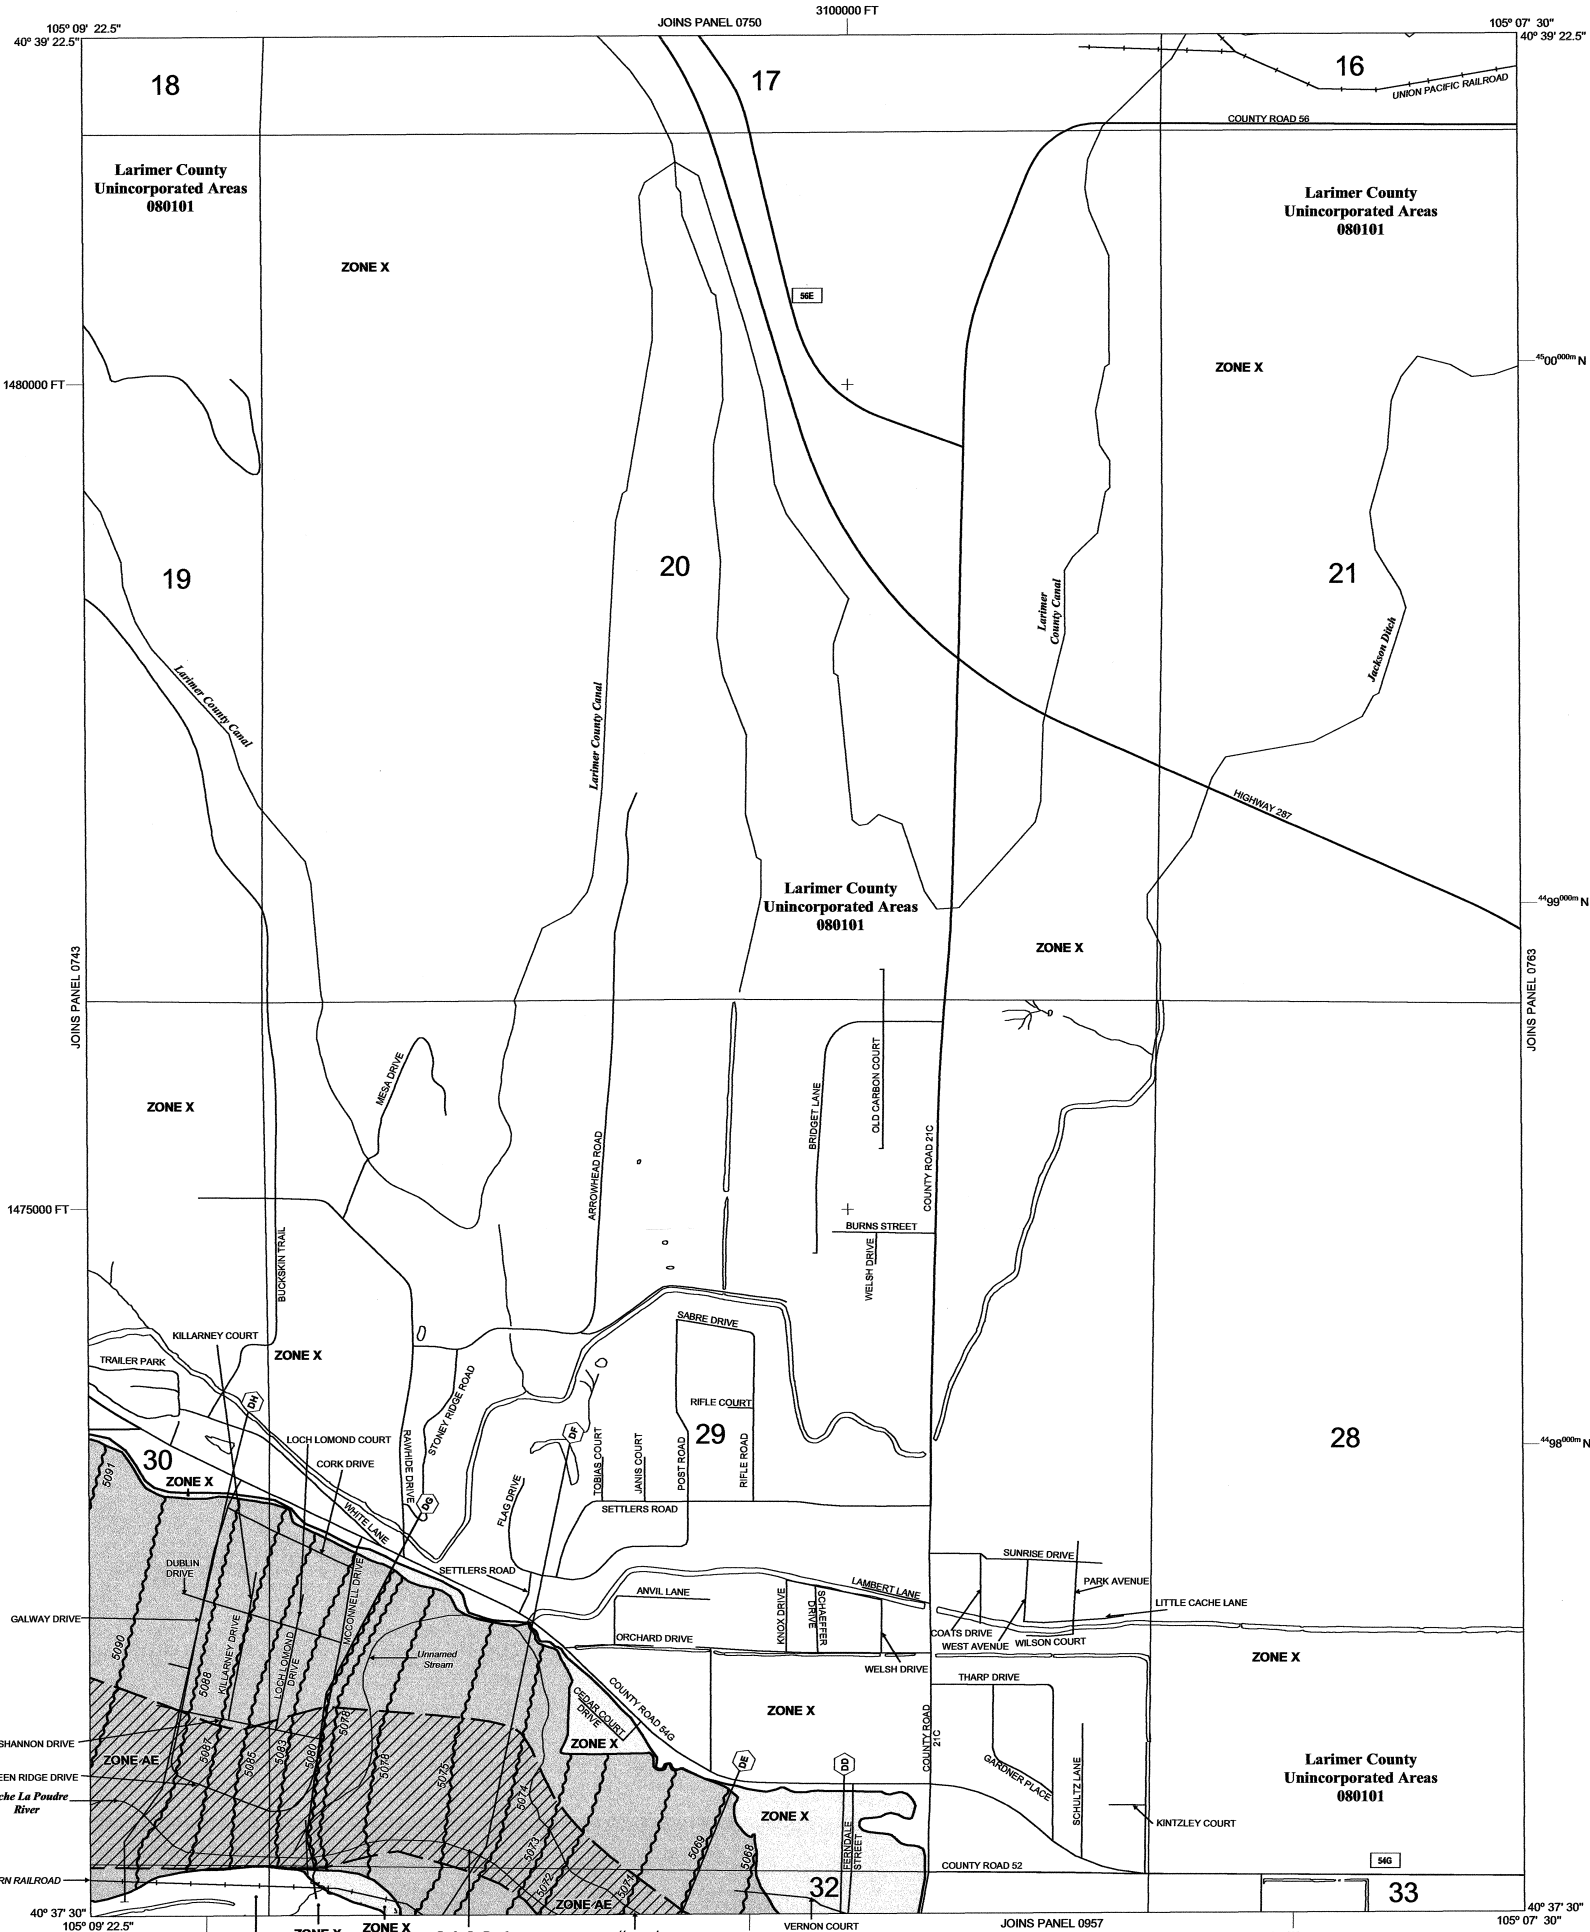 3100000 FT
105º 09' 22.5"
JOINS PANEL 0750
105º 07' 30"
40º 39' 22.5"
40º 39' 22.5"
18
17
16
UNION PACIFIC RAILROAD
COUNTY ROAD 56
Larimer County
Unincorporated Areas
080101
Larimer County
Unincorporated Areas
080101
ZONE X
56E
ZONE X
4500000m N
1480000 FT
19
20
21
Larimer
County Canal
Jackson Ditch
Larimer County Canal
Larimer County Canal
HIGHWAY 287
Larimer County
Unincorporated Areas
080101
4499000m N
ZONE X
JOINS PANEL 0743
JOINS PANEL 0763
MESA DRIVE
OLD CARBON COURT
BRIDGET LANE
ZONE X
ARROWHEAD ROAD
COUNTY ROAD 21C
1475000 FT
BURNS STREET
BUCKSKIN TRAIL
WELSH DRIVE
KILLARNEY COURT
SABRE DRIVE
TRAILER PARK
ZONE X
STONEY RIDGE ROAD
DH
RIFLE COURT
DF
LOCH LOMOND COURT
29
28
4498000m N
30
CORK DRIVE
RAWHIDE DRIVE
TOBIAS COURT
JANIS COURT
POST ROAD
RIFLE ROAD
5091
ZONE X
FLAG DRIVE
DG
WHITE LANE
SETTLERS ROAD
SUNRISE DRIVE
DUBLIN
DRIVE
MCCONNELL DRIVE
SETTLERS ROAD
ANVIL LANE
LAMBERT LANE
PARK AVENUE
LITTLE CACHE LANE
KNOX DRIVE
SCHAEFFER
DRIVE
GALWAY DRIVE
KILLARNEY DRIVE
COATS DRIVE
ORCHARD DRIVE
WEST AVENUE
WILSON COURT
5090
LOCH LOMOND
DRIVE
Unnamed
Stream
ZONE X
WELSH DRIVE
5088
THARP DRIVE
CEDAR COURT
DRIVE
COUNTY ROAD 54G
ZONE X
5078
COUNTY ROAD
21C
SHANNON DRIVE
ZONE X
5087
5085
5083
5080
5078
ZONE AE
DE
DD
GARDNER PLACE
Larimer County
Unincorporated Areas
080101
EEN RIDGE DRIVE
5075
che La Poudre
River
5074
SCHULTZ LANE
ZONE X
KINTZLEY COURT
5073
5069
5068
FERNDALE
STREET
54G
COUNTY ROAD 52
RN RAILROAD
5072
5071
32
33
ZONE AE
40º 37' 30"
40º 37' 30"
105º 09' 22.5"
VERNON COURT
JOINS PANEL 0957
105º 07' 30"
ZONE X
ZONE X